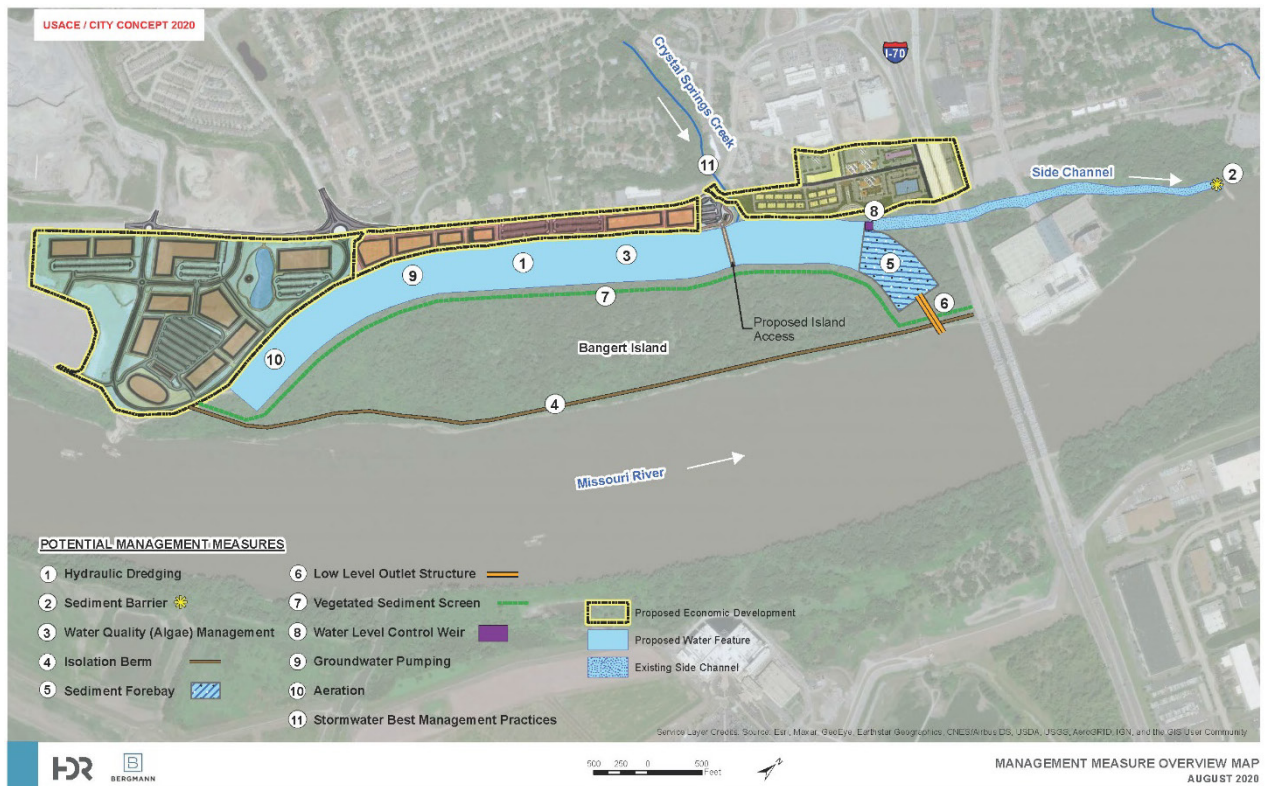 USACE / CITY CONCEPT 2020
Crystal Springs Creek
I-70
11
Side Channel
2
8
5
9
1
3
7
6
Proposed Island
Access
Bangert Island
10
4
Missouri River
POTENTIAL MANAGEMENT MEASURES
1 Hydraulic Dredging
2 Sediment Barrier
3 Water Quality (Algae) Management
4 Isolation Berm
5 Sediment Forebay
6 Low Level Outlet Structure
7 Vegetated Sediment Screen
8 Water Level Control Weir
9 Groundwater Pumping
10 Aeration
11 Stormwater Best Management Practices
Proposed Economic Development
Proposed Water Feature
Existing Side Channel
Service Layer Credits: Source: Esri, Maxar, GeoEye, Earthstar Geographics, CNES/Airbus DS, USDA, USGS, AeroGRID, IGN, and the GIS User Community
HDR
B
BERGMANN
500 250 0 500
Feet
Z
MANAGEMENT MEASURE OVERVIEW MAP
AUGUST 2020